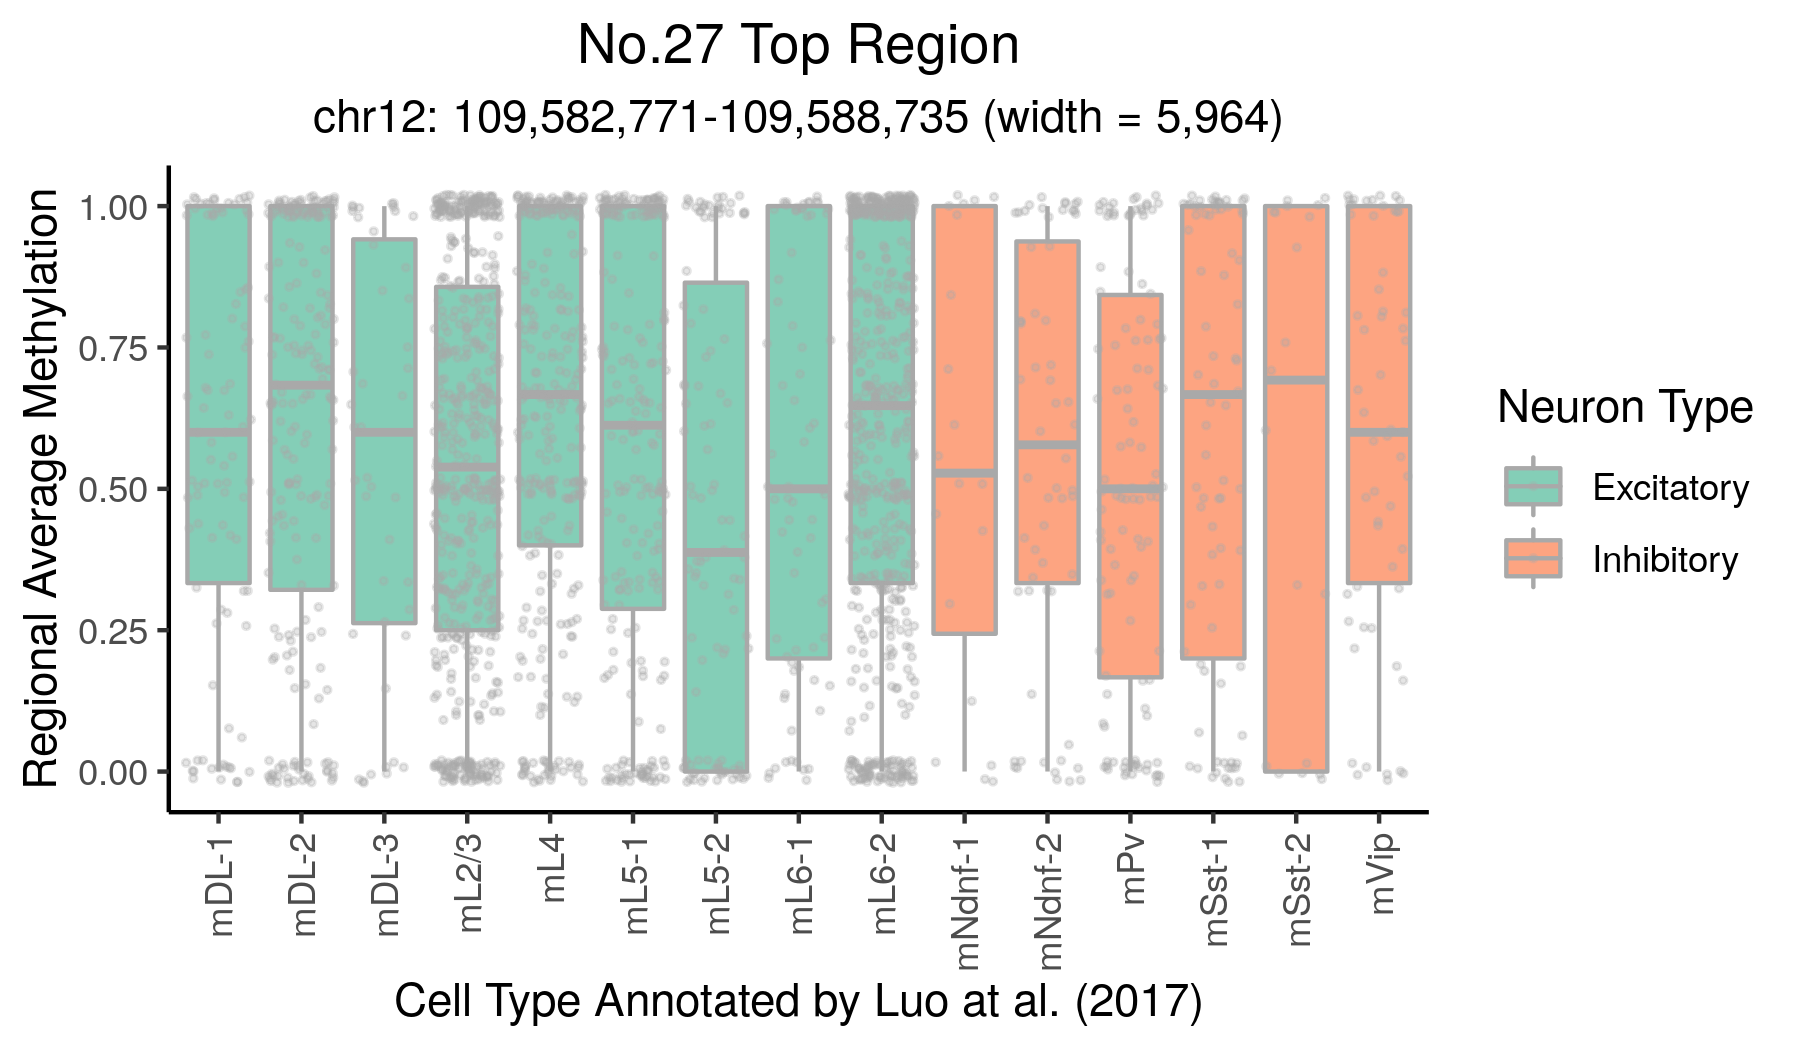 No.27 Top Region
chr12: 109,582,771-109,588,735 (width = 5,964)
Regional Average Methylation
1.00
0.75
0.50
0.25
0.00
mDL-1
mDL-2
mDL-3
mL2/3
mL4
mL5-1
mL5-2
mL6-1
mL6-2
mNdnf-1
mNdnf-2
mPv
mSst-1
mSst-2
mVip
Cell Type Annotated by Luo at al. (2017)
Neuron Type
Excitatory
Inhibitory